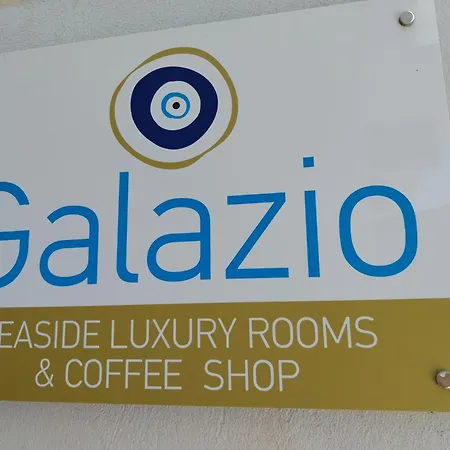 Galazio
EASIDE LUXURY ROOMS
& COFFEE SHOP